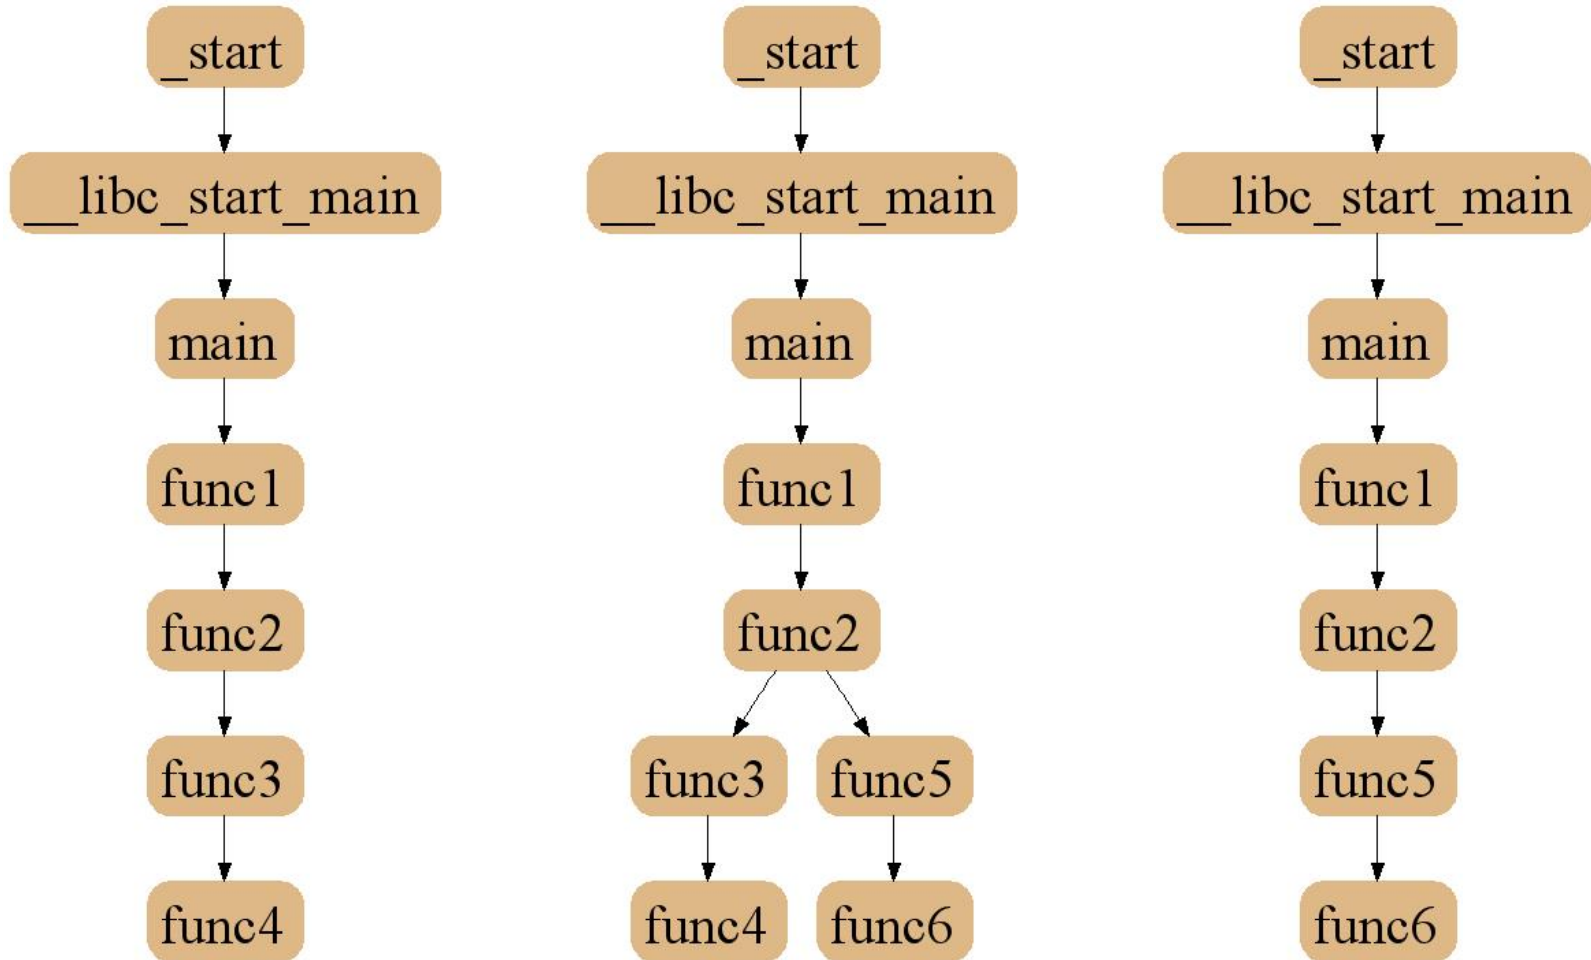 _start
__libc_start_main
main
func1
func2
func3
func4
_start
__libc_start_main
main
func1
func2
func3
func5
func4
func6
_start
__libc_start_main
main
func1
func2
func5
func6